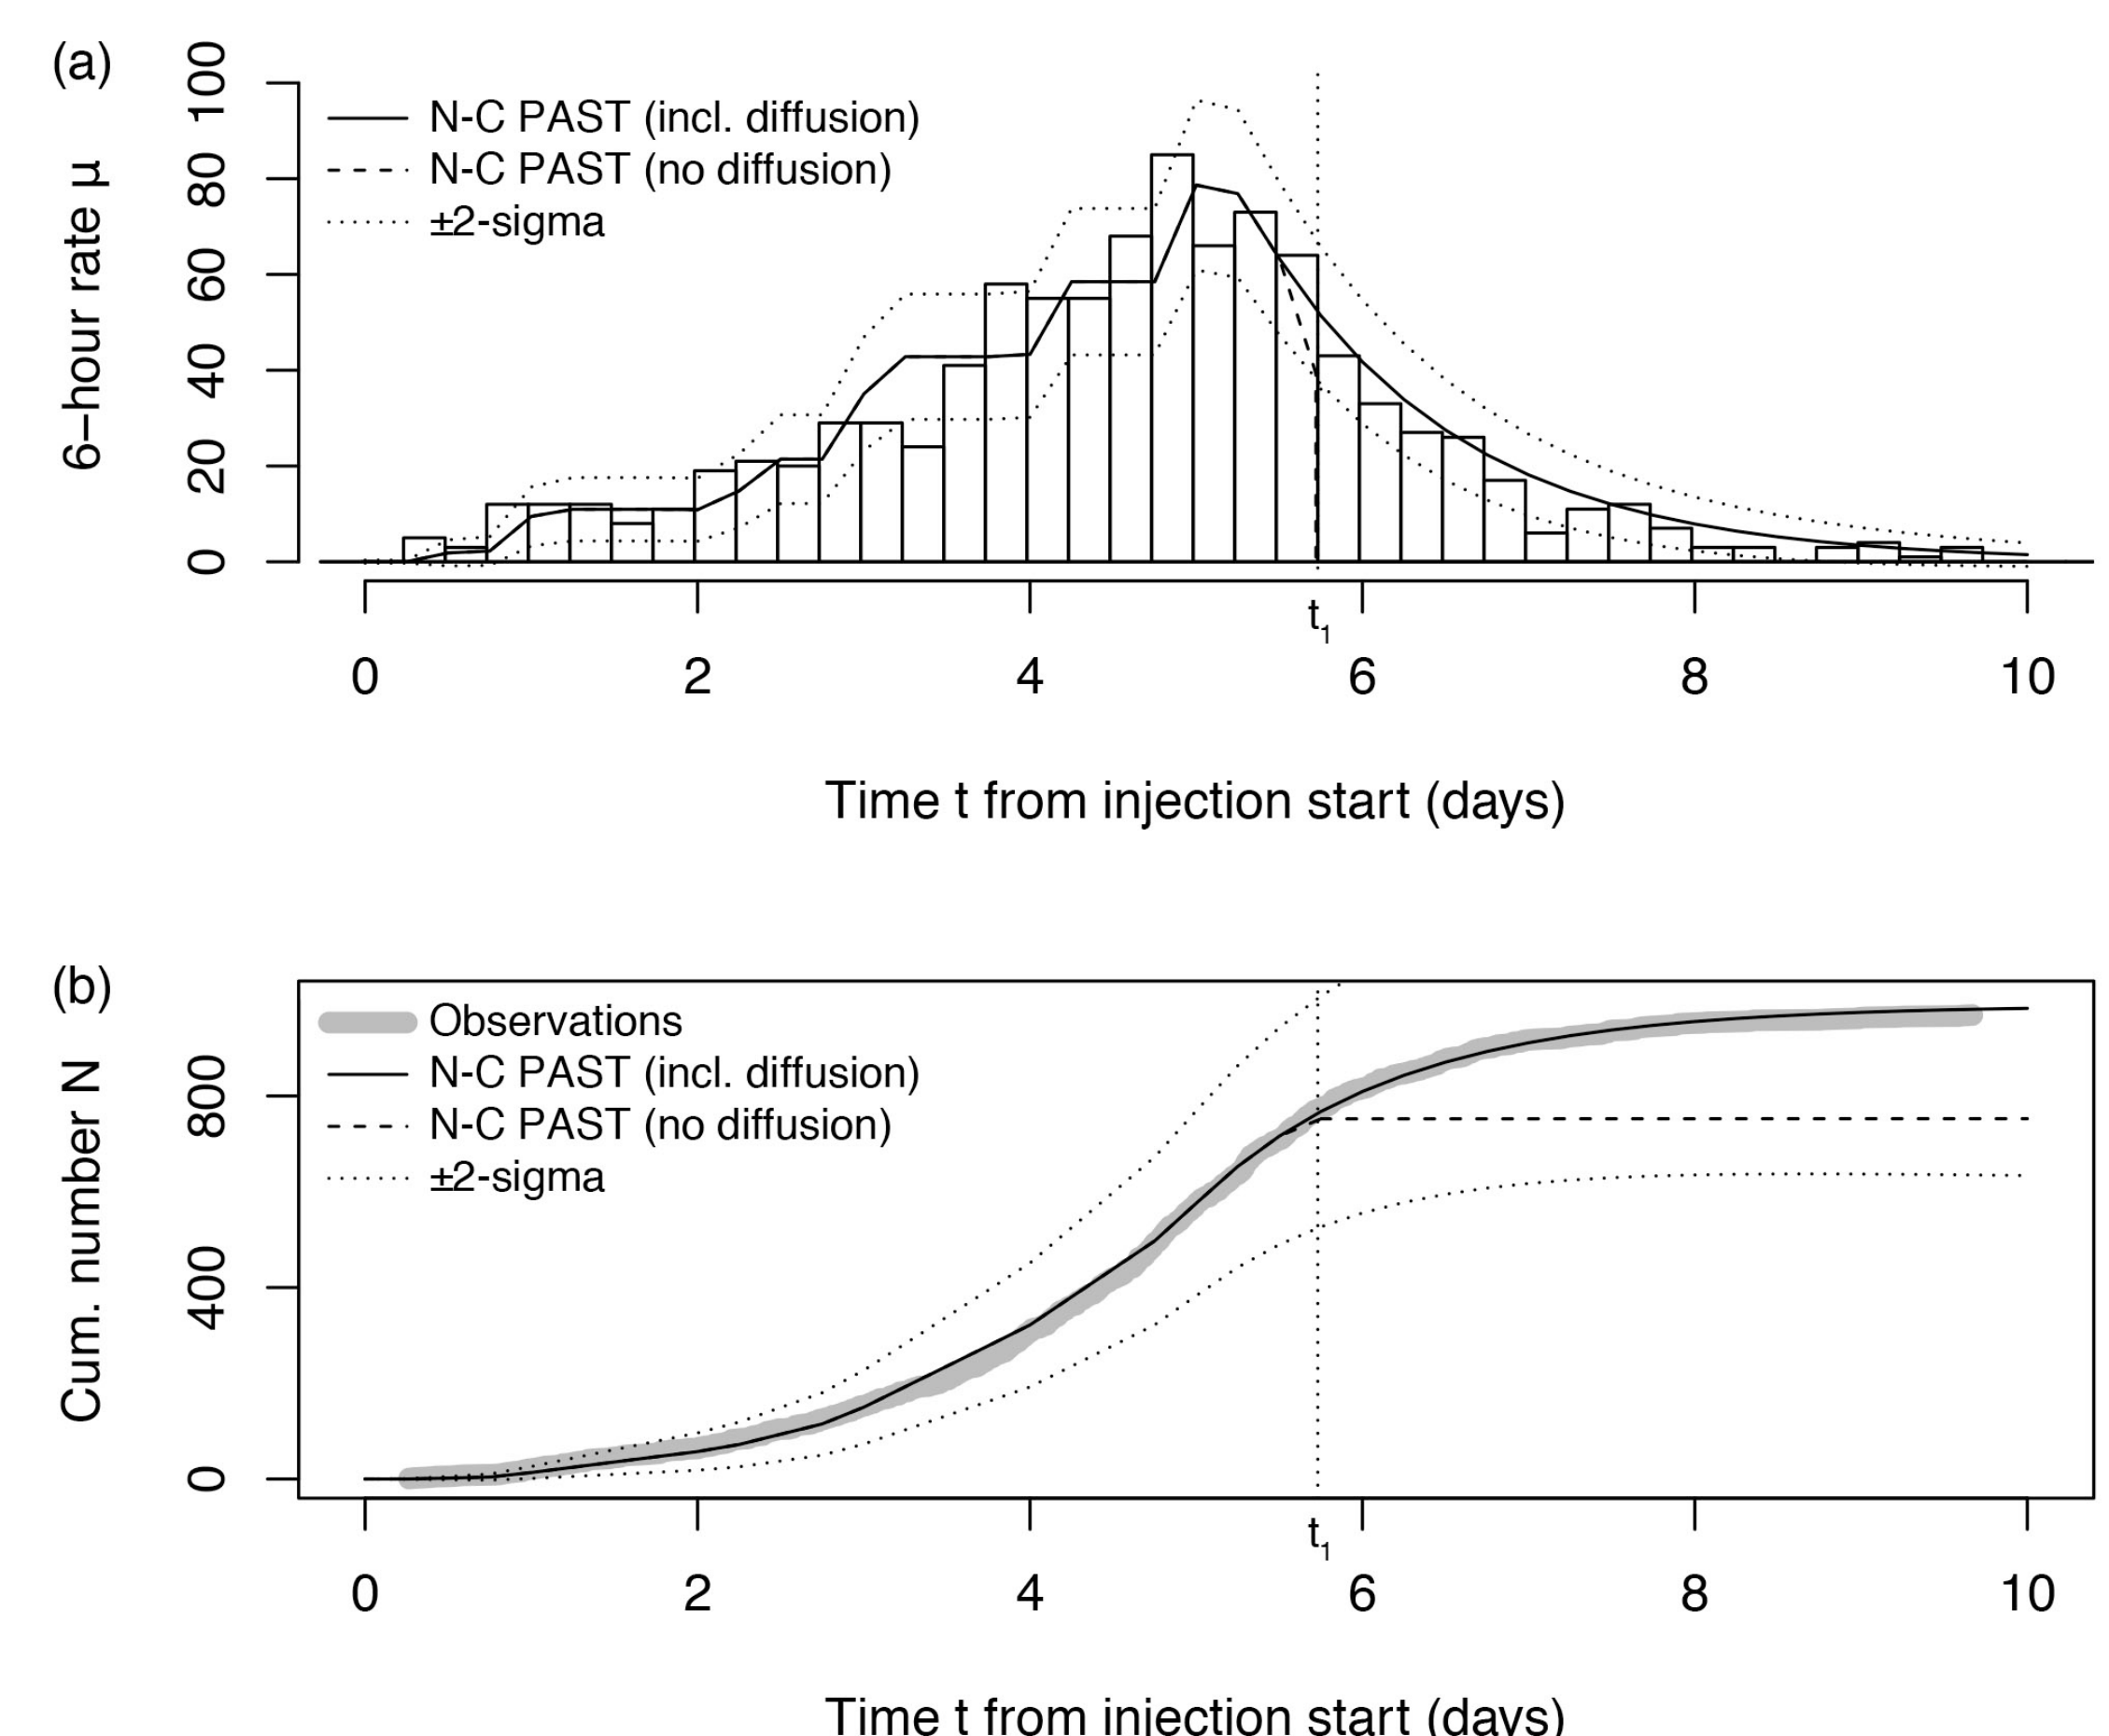 (a)
100
80
60
40
20
0
6–hour rate µ
N-C PAST (incl. diffusion)
N-C PAST (no diffusion)
±2-sigma
t1
0 2 4 6 8 10
Time t from injection start (days)
(b)
800
400
0
Cum. number N
Observations
N-C PAST (incl. diffusion)
N-C PAST (no diffusion)
±2-sigma
t1
0 2 4 6 8 10
Time t from injection start (days)